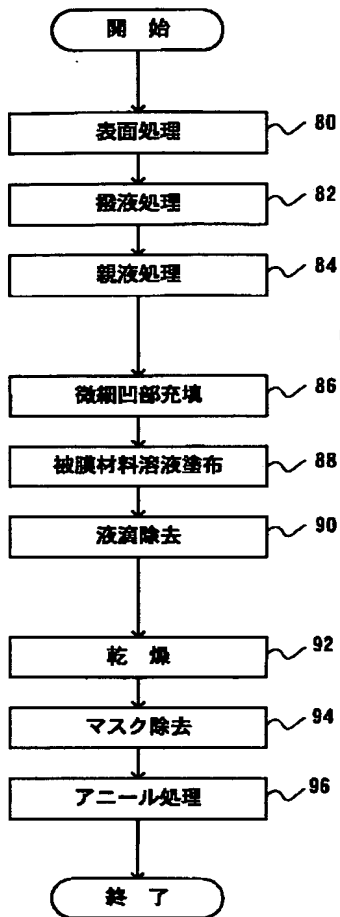 開 始
表面処理 80
撥液処理 82
親液処理 84
微細凹部充填 86
被膜材料溶液塗布 88
液滴除去 90
乾 燥 92
マスク除去 94
アニール処理 96
終 了